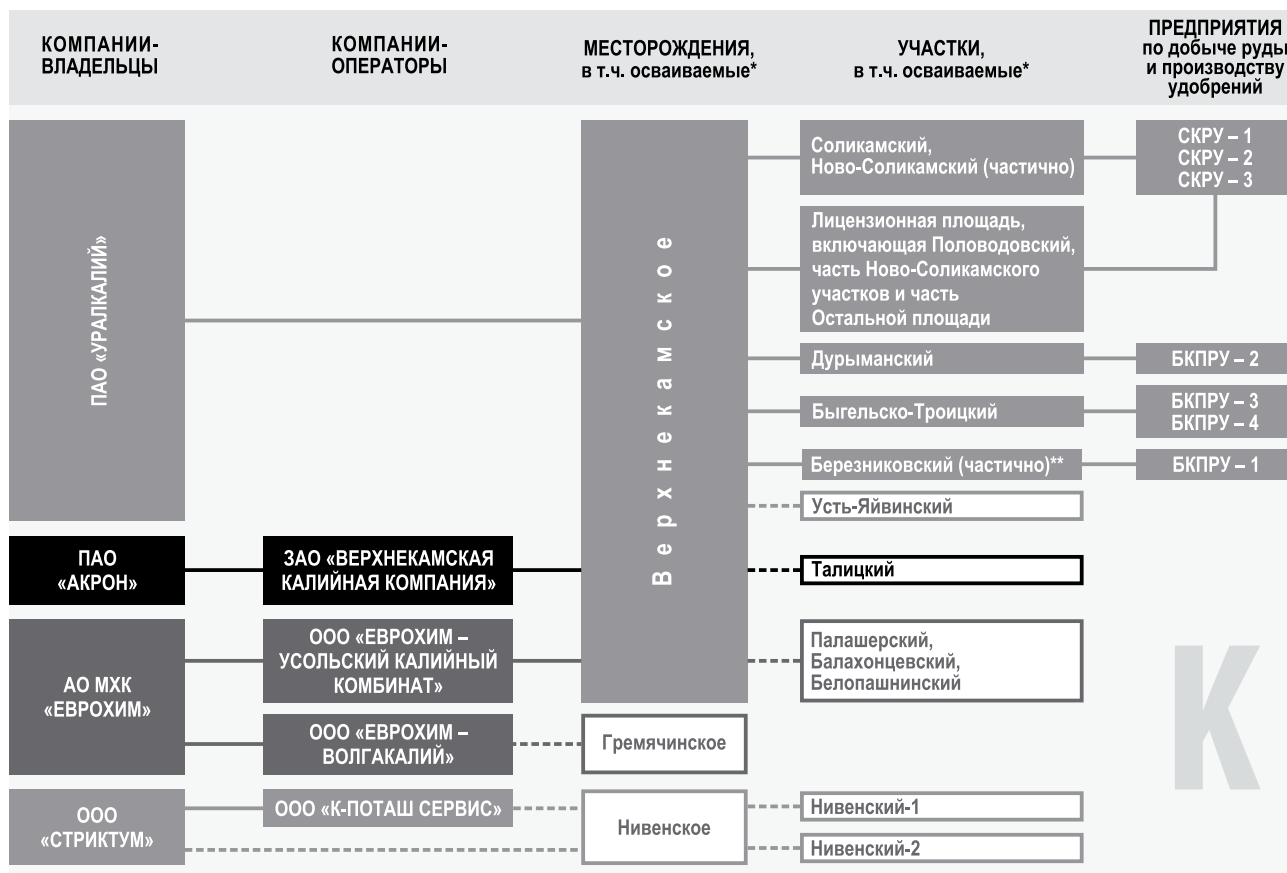 КОМПАНИИ-
ВЛАДЕЛЬЦЫ
КОМПАНИИ-
ОПЕРАТОРЫ
МЕСТОРОЖДЕНИЯ,
в т.ч. осваиваемые*
УЧАСТКИ,
в т.ч. осваиваемые*
ПРЕДПРИЯТИЯ
по добыче руды
и производству
удобрений
ПАО «УРАЛКАЛИЙ»
Верхнекамское
Соликамский,
Ново-Соликамский (частично)
СКРУ – 1
СКРУ – 2
СКРУ – 3
Лицензионная площадь,
включающая Половодовский,
часть Ново-Соликамского
участков и часть
Остальной площади
Дурыманский
БКПРУ – 2
Быгельско-Троицкий
БКПРУ – 3
БКПРУ – 4
Березниковский (частично)**
БКПРУ – 1
Усть-Яйвинский
ПАО
«АКРОН»
ЗАО «ВЕРХНЕКАМСКАЯ
КАЛИЙНАЯ КОМПАНИЯ»
Талицкий
АО МХК
«ЕВРОХИМ»
ООО «ЕВРОХИМ –
УСОЛЬСКИЙ КАЛИЙНЫЙ
КОМБИНАТ»
Палашерский,
Балахонцевский,
Белопашнинский
ООО «ЕВРОХИМ –
ВОЛГАКАЛИЙ»
Гремячинское
K
ООО
«СТРИКТУМ»
ООО «К-ПОТАШ СЕРВИС»
Нивенское
Нивенский-1
Нивенский-2